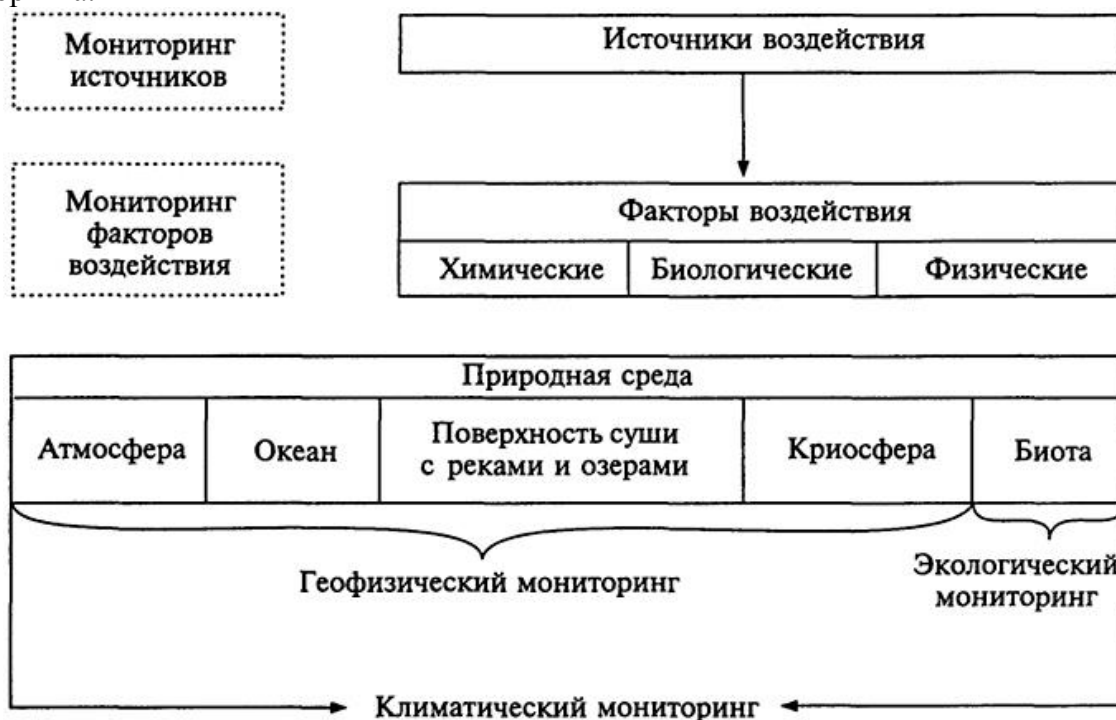 Мониторинг
источников
Источники воздействия
Мониторинг
факторов
воздействия
Факторы воздействия
Химические
Биологические
Физические
Природная среда
Атмосфера
Океан
Поверхность суши
с реками и озерами
Криосфера
Биота
Геофизический мониторинг
Экологический
мониторинг
Климатический мониторинг